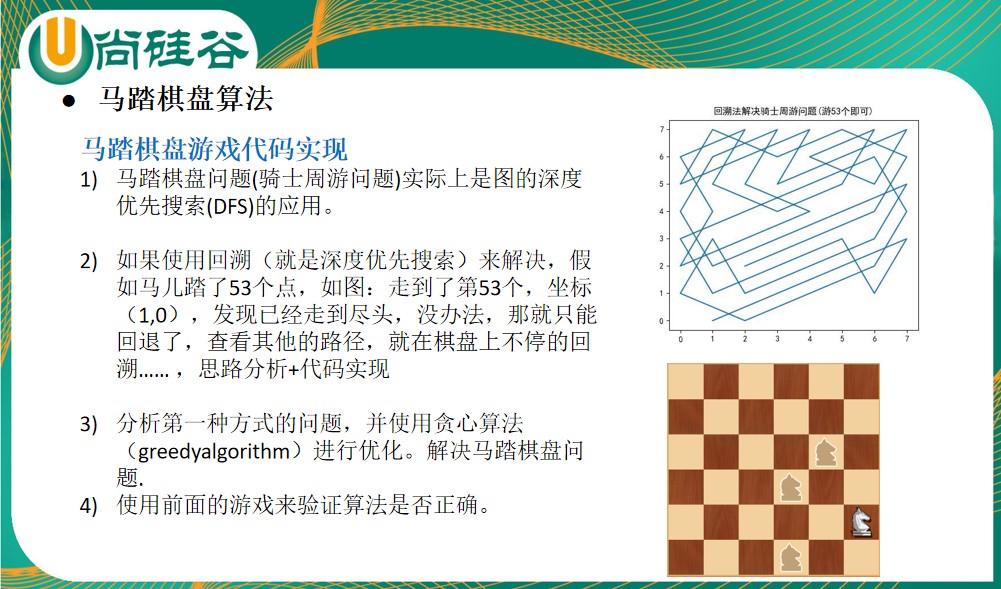 尚硅谷
● 马踏棋盘算法
马踏棋盘游戏代码实现
1) 马踏棋盘问题(骑士周游问题)实际上是图的深度
优先搜索(DFS)的应用。
2) 如果使用回溯（就是深度优先搜索）来解决，假
如马儿踏了53个点，如图：走到了第53个，坐标
（1,0），发现已经走到尽头，没办法，那就只能
回退了，查看其他的路径，就在棋盘上不停的回
溯…… ，思路分析+代码实现
3) 分析第一种方式的问题，并使用贪心算法
（greedyalgorithm）进行优化。解决马踏棋盘问
题.
4) 使用前面的游戏来验证算法是否正确。
回溯法解决骑士周游问题(游53个即可)
7
6
5
4
3
2
1
0
0 1 2 3 4 5 6 7